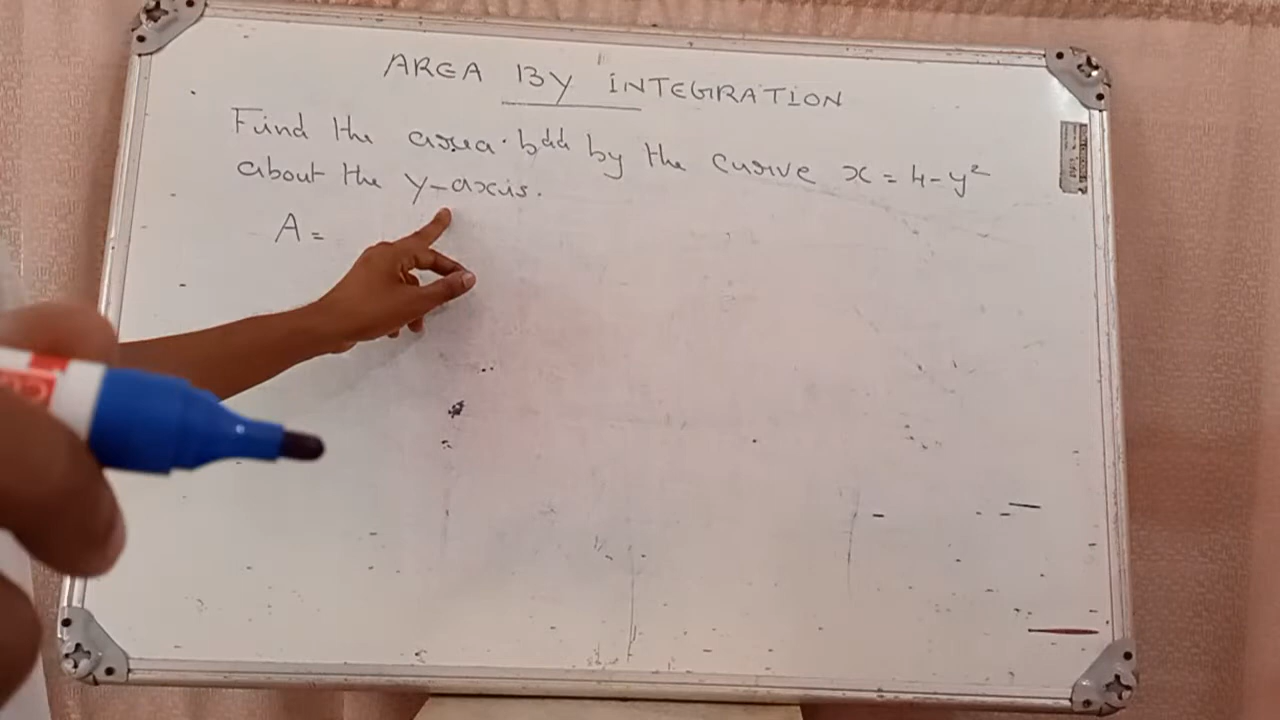 AREA BY INTEGRATION
Find the area bdd by the curve x = 4 - y²
about the y-axis.
A =